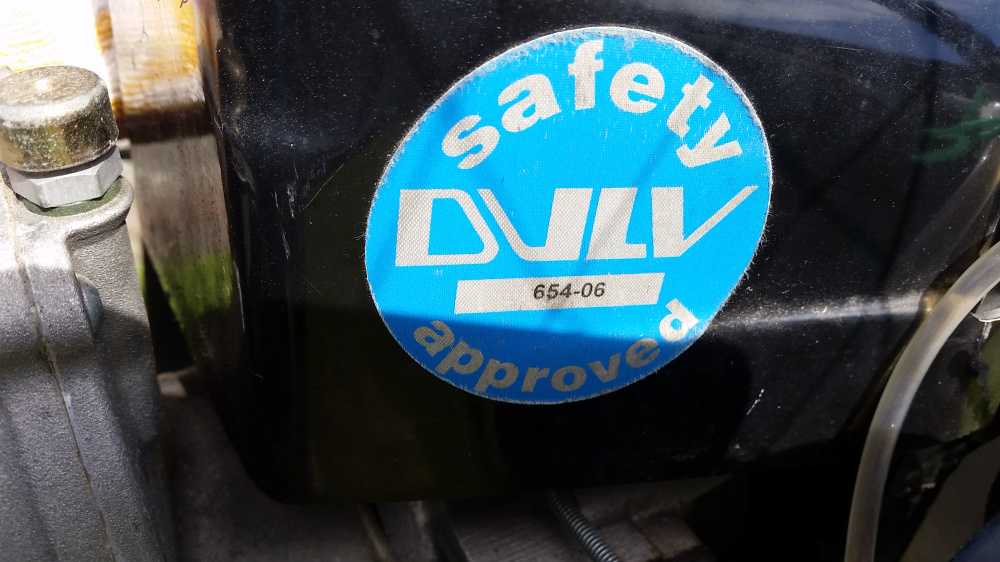 safety
DULV
654-06
approved